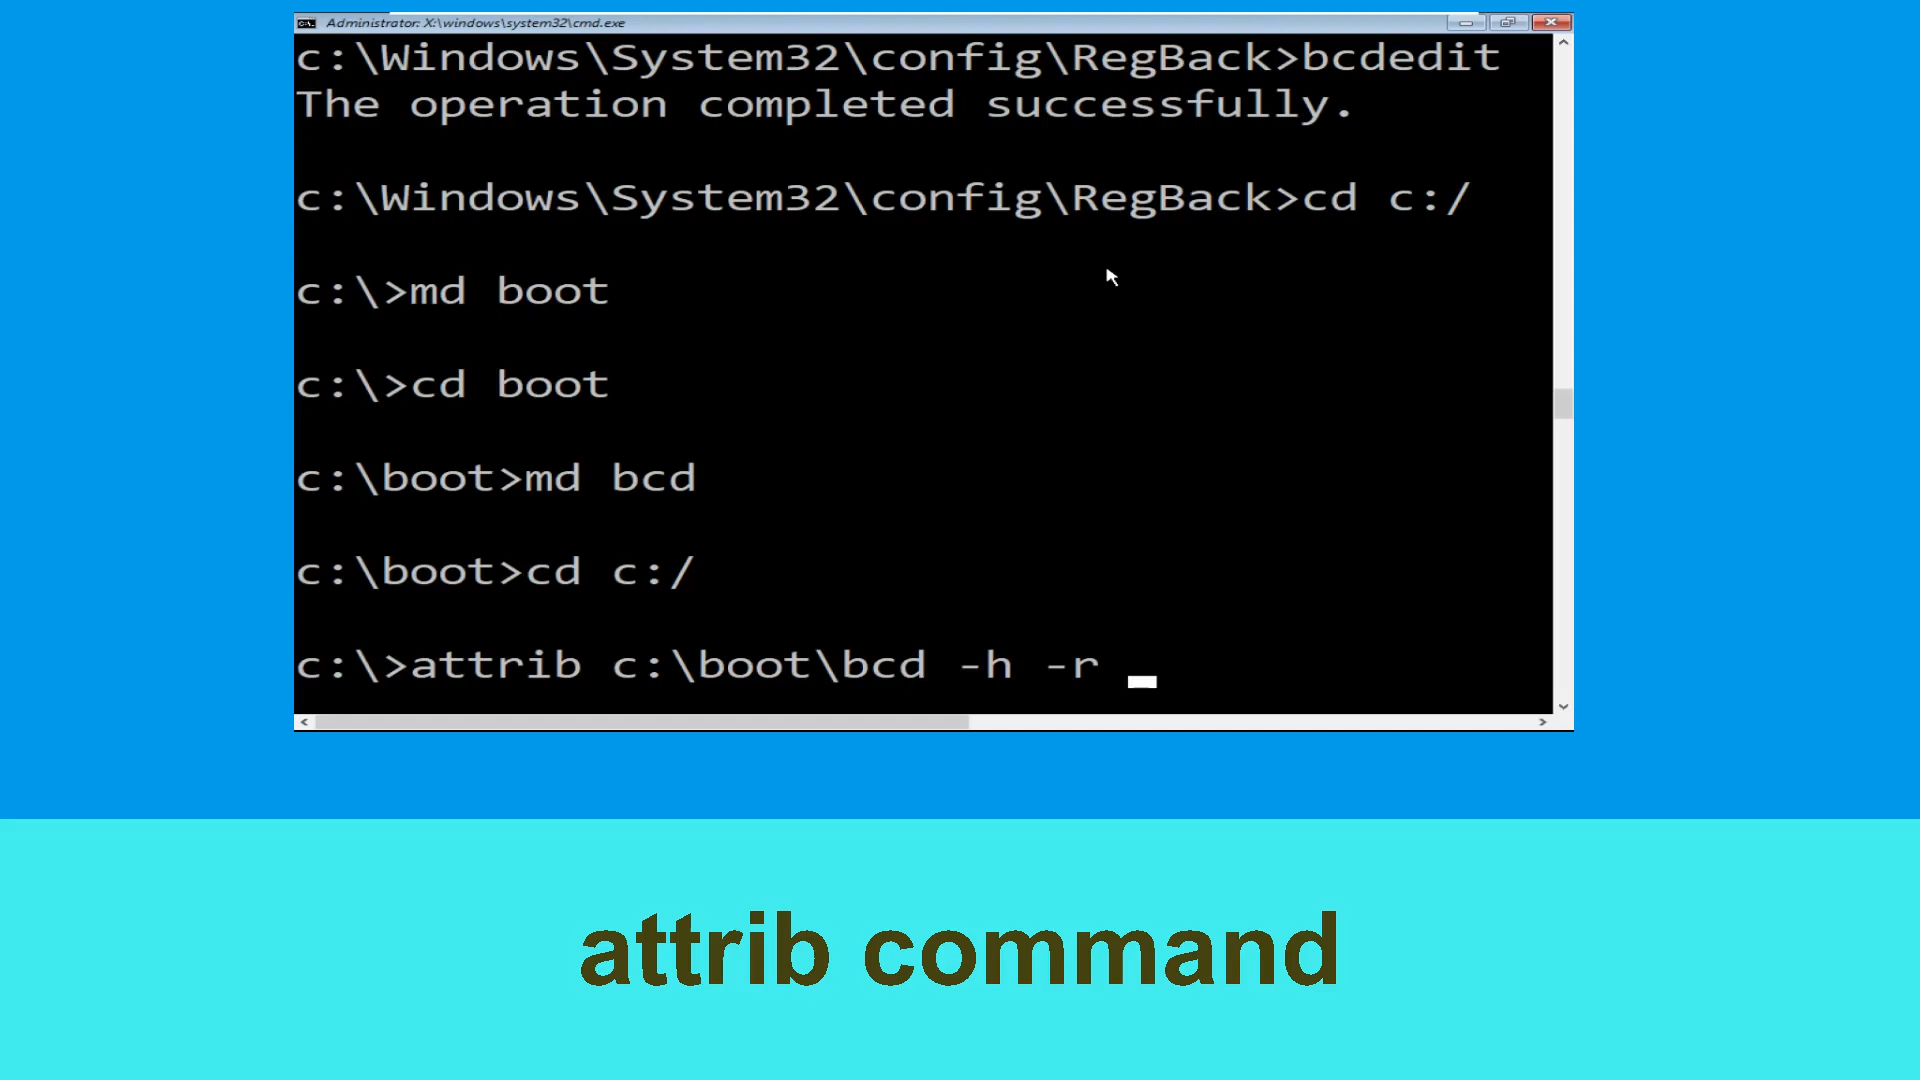 Administrator: X:\windows\system32\cmd.exe
c:\Windows\System32\config\RegBack>bcdedit
The operation completed successfully.
c:\Windows\System32\config\RegBack>cd c:/
c:\>md boot
c:\>cd boot
c:\boot>md bcd
c:\boot>cd c:/
c:\>attrib c:\boot\bcd -h -r
attrib command